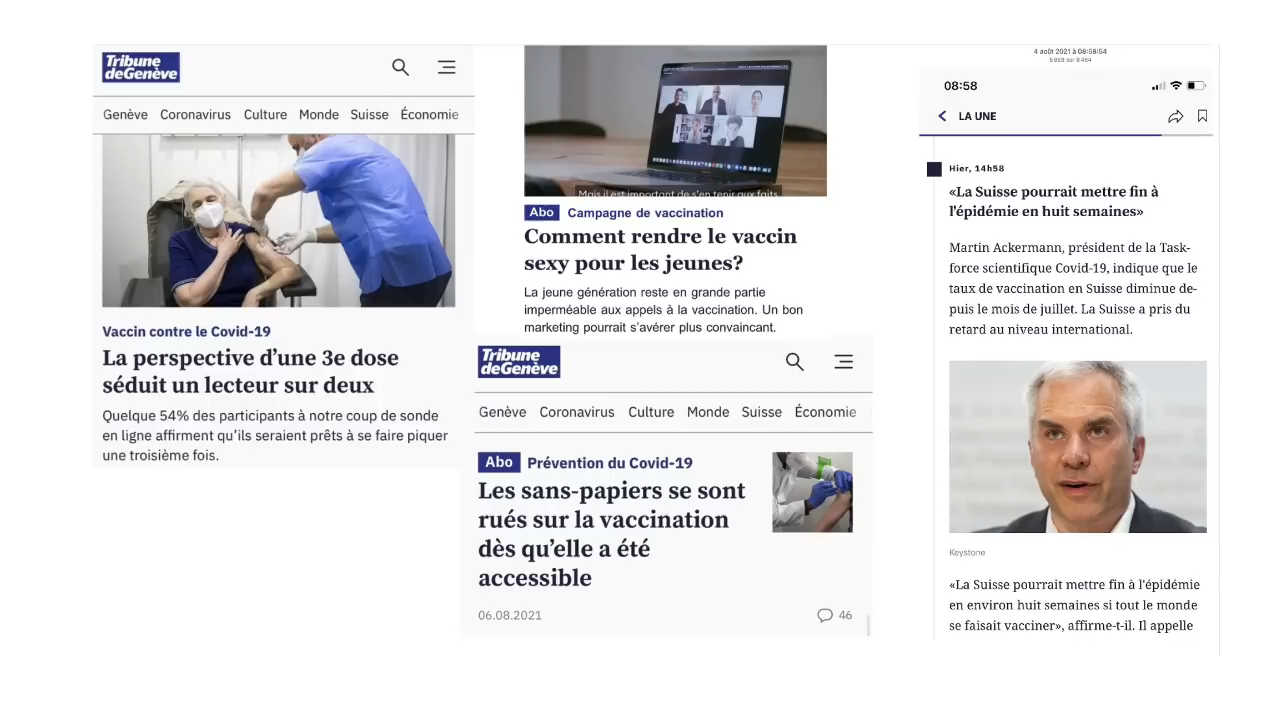 Tribune
deGenève
Genève Coronavirus Culture Monde Suisse Économie
Vaccin contre le Covid-19
La perspective d'une 3e dose
séduit un lecteur sur deux
Quelque 54% des participants à notre coup de sonde
en ligne affirment qu'ils seraient prêts à se faire piquer
une troisième fois.
Mais il est important de s'en tenir aux faits
Abo Campagne de vaccination
Comment rendre le vaccin
sexy pour les jeunes?
La jeune génération reste en grande partie
imperméable aux appels à la vaccination. Un bon
marketing pourrait s'avérer plus convaincant.
Tribune
deGenève
Genève Coronavirus Culture Monde Suisse Économie
Abo Prévention du Covid-19
Les sans-papiers se sont
rués sur la vaccination
dès qu'elle a été
accessible
06.08.2021
46
4 août 2021 à 08:58:54
08:58
LA UNE
Hier, 14h58
«La Suisse pourrait mettre fin à
l'épidémie en huit semaines»
Martin Ackermann, président de la Task-
force scientifique Covid-19, indique que le
taux de vaccination en Suisse diminue de-
puis le mois de juillet. La Suisse a pris du
retard au niveau international.
Keystone
«La Suisse pourrait mettre fin à l'épidémie
en environ huit semaines si tout le monde
se faisait vacciner», affirme-t-il. Il appelle